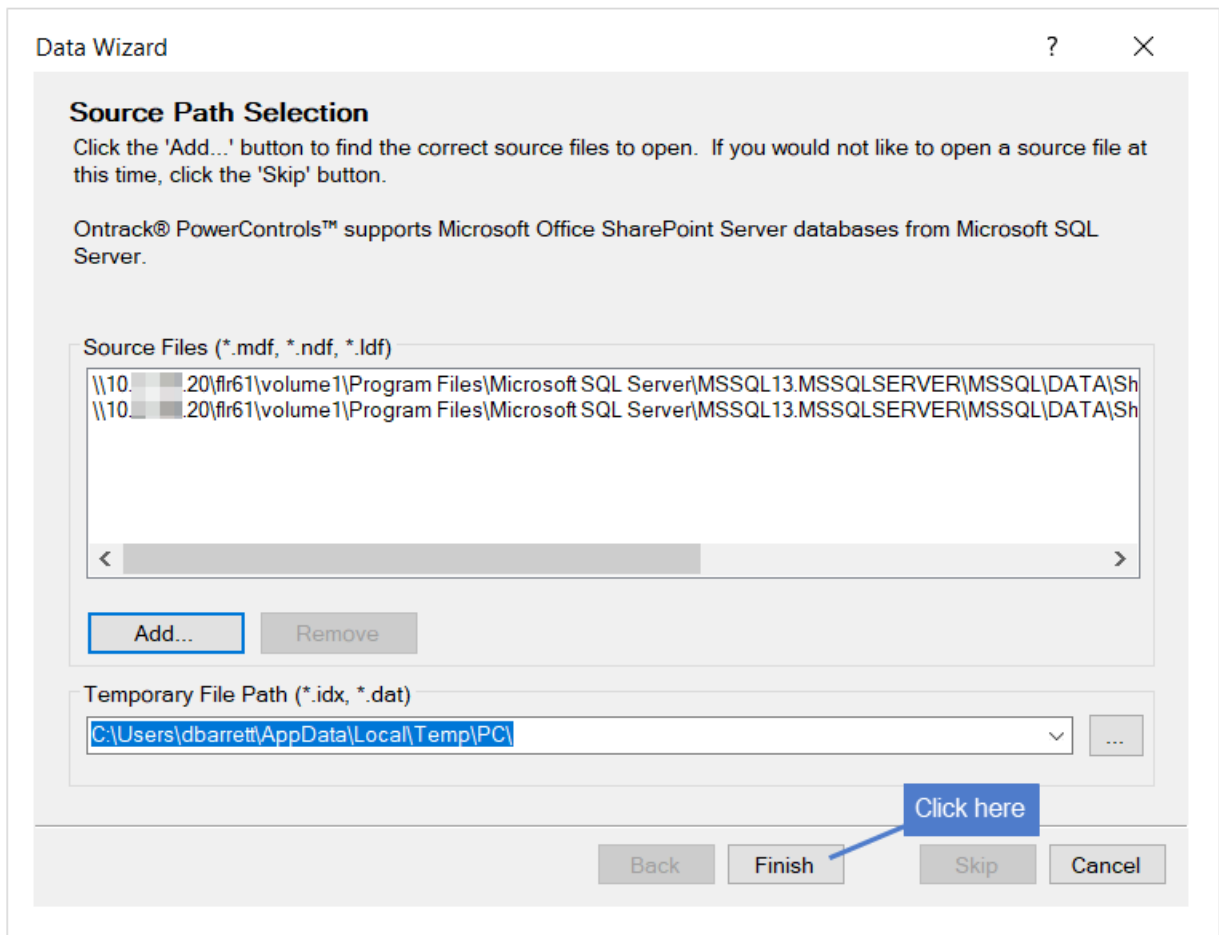 Data Wizard ?
Source Path Selection
Click the 'Add...' button to find the correct source files to open. If you would not like to open a source file at
this time, click the 'Skip' button.
Ontrack® PowerControls™ supports Microsoft Office SharePoint Server databases from Microsoft SQL
Server.
Source Files (*.mdf, *.ndf, *.ldf)
\\10. .20\flr61\volume1\Program Files\Microsoft SQL Server\MSSQL13.MSSQLSERVER\MSSQL\DATA\Sh
\\10. .20\flr61\volume1\Program Files\Microsoft SQL Server\MSSQL13.MSSQLSERVER\MSSQL\DATA\Sh
Add... Remove
Temporary File Path (*.idx, *.dat)
C:\Users\dbarrett\AppData\Local\Temp\PC\ ...
Click here
Back Finish Skip Cancel